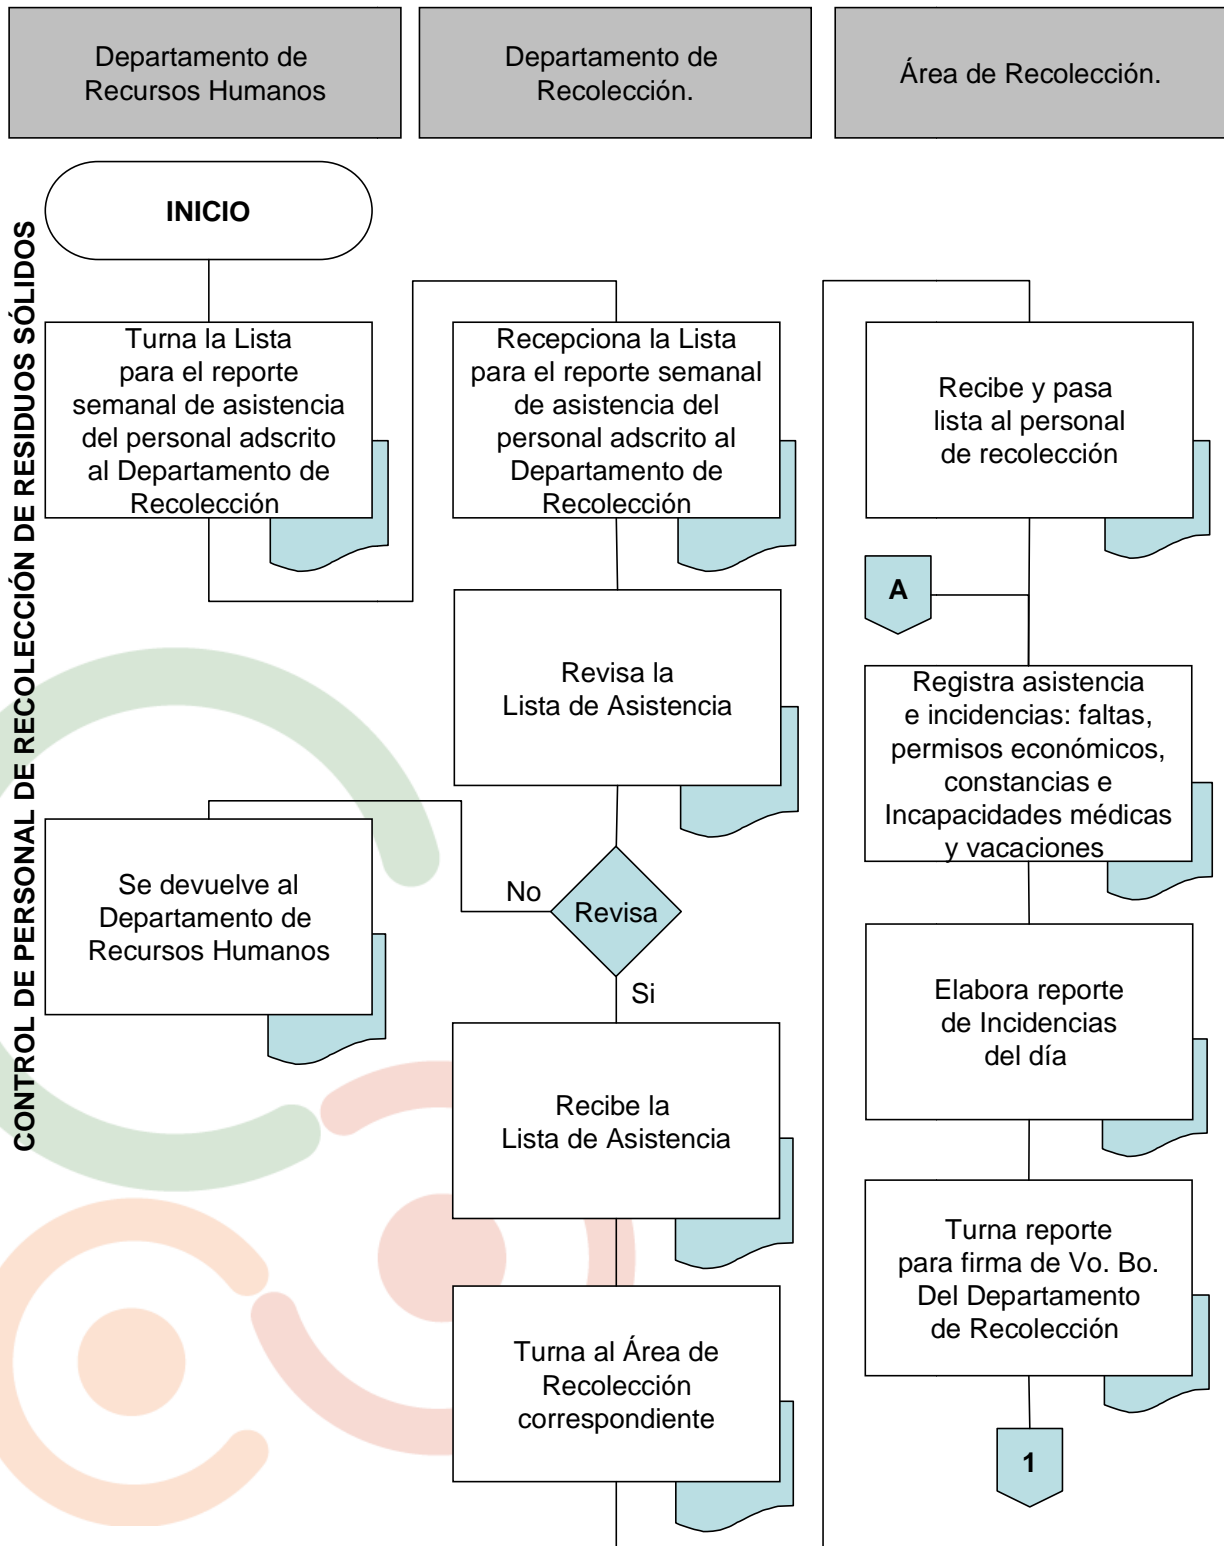 Departamento de
Recursos Humanos
Departamento de
Recolección.
Área de Recolección.
CONTROL DE PERSONAL DE RECOLECCIÓN DE RESIDUOS SÓLIDOS
INICIO
Turna la Lista
para el reporte
semanal de asistencia
del personal adscrito
al Departamento de
Recolección
Recepciona la Lista
para el reporte semanal
de asistencia del
personal adscrito al
Departamento de
Recolección
Revisa la
Lista de Asistencia
Revisa
No
Se devuelve al
Departamento de
Recursos Humanos
Si
Recibe la
Lista de Asistencia
Turna al Área de
Recolección
correspondiente
Recibe y pasa
lista al personal
de recolección
A
Registra asistencia
e incidencias: faltas,
permisos económicos,
constancias e
Incapacidades médicas
y vacaciones
Elabora reporte
de Incidencias
del día
Turna reporte
para firma de Vo. Bo.
Del Departamento
de Recolección
1